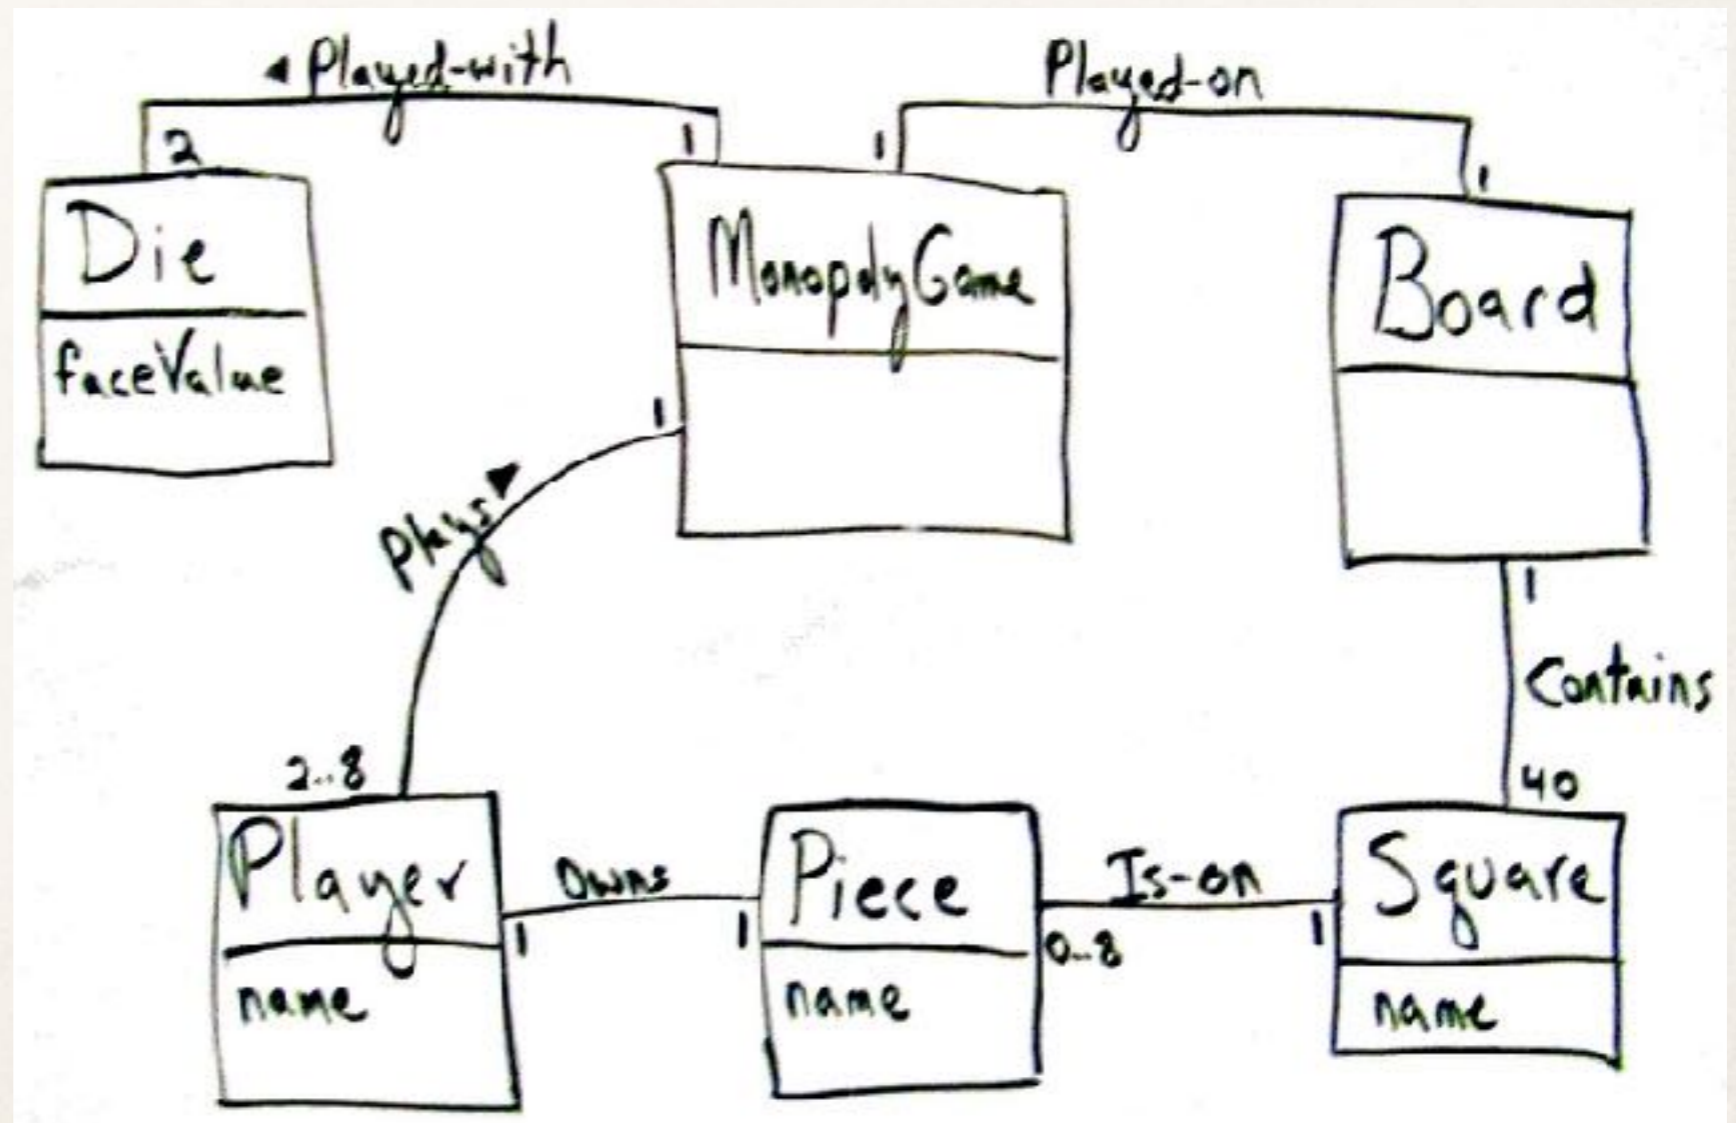 ◄ Played-with
Played-on
2
1
1
1
Die
MonopolyGame
Board
faceValue
1
Plays ►
1
Contains
2..8
40
Player
Owns
Piece
Is-on
Square
1
1
0..8
1
name
name
name